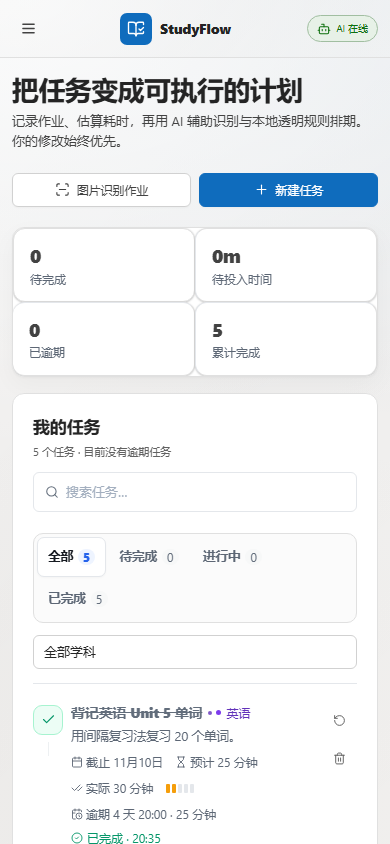 StudyFlow
AI 在线
把任务变成可执行的计划
记录作业、估算耗时，再用 AI 辅助识别与本地透明规则排期。
你的修改始终优先。
图片识别作业
新建任务
0
待完成
0m
待投入时间
0
已逾期
5
累计完成
我的任务
5 个任务 · 目前没有逾期任务
搜索任务...
全部 5
待完成 0
进行中 0
已完成 5
全部学科
背记英语 Unit 5 单词 英语
用间隔复习法复习 20 个单词。
截止 11月10日 预计 25 分钟
实际 30 分钟
逾期 4 天 20:00 · 25 分钟
已完成 · 20:35